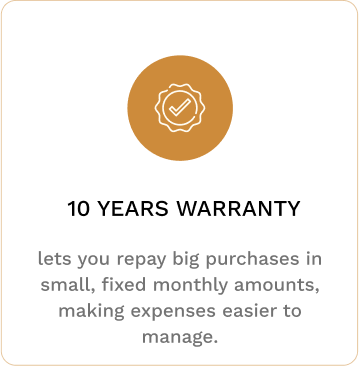 10 YEARS WARRANTY
lets you repay big purchases in
small, fixed monthly amounts,
making expenses easier to
manage.